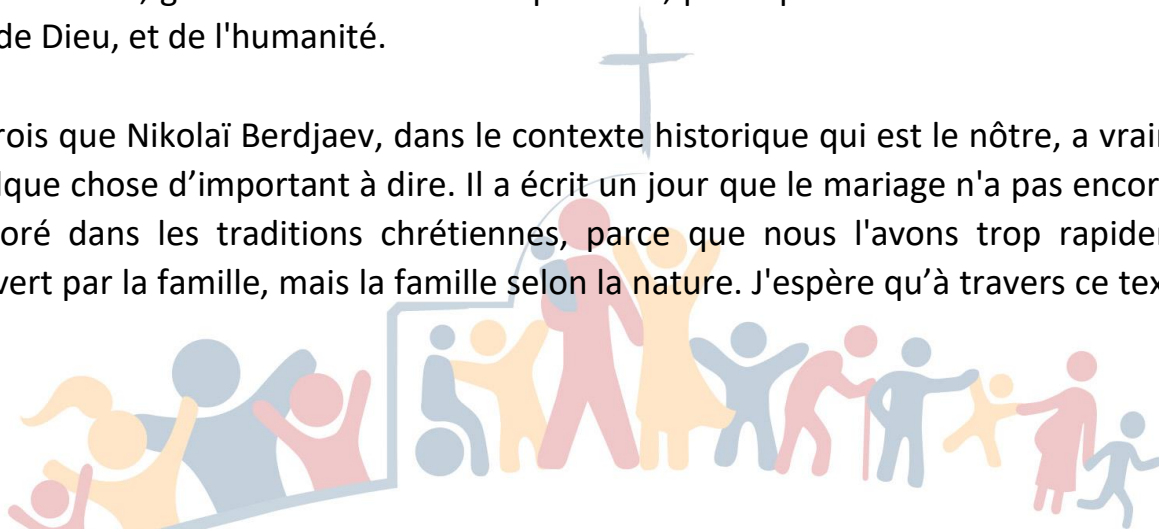 de Dieu, et de l'humanité.
rois que Nikolaï Berdjaev, dans le contexte historique qui est le nôtre, a vrai
lque chose d’important à dire. Il a écrit un jour que le mariage n'a pas encor
oré dans les traditions chrétiennes, parce que nous l'avons trop rapide
vert par la famille, mais la famille selon la nature. J'espère qu’à travers ce tex